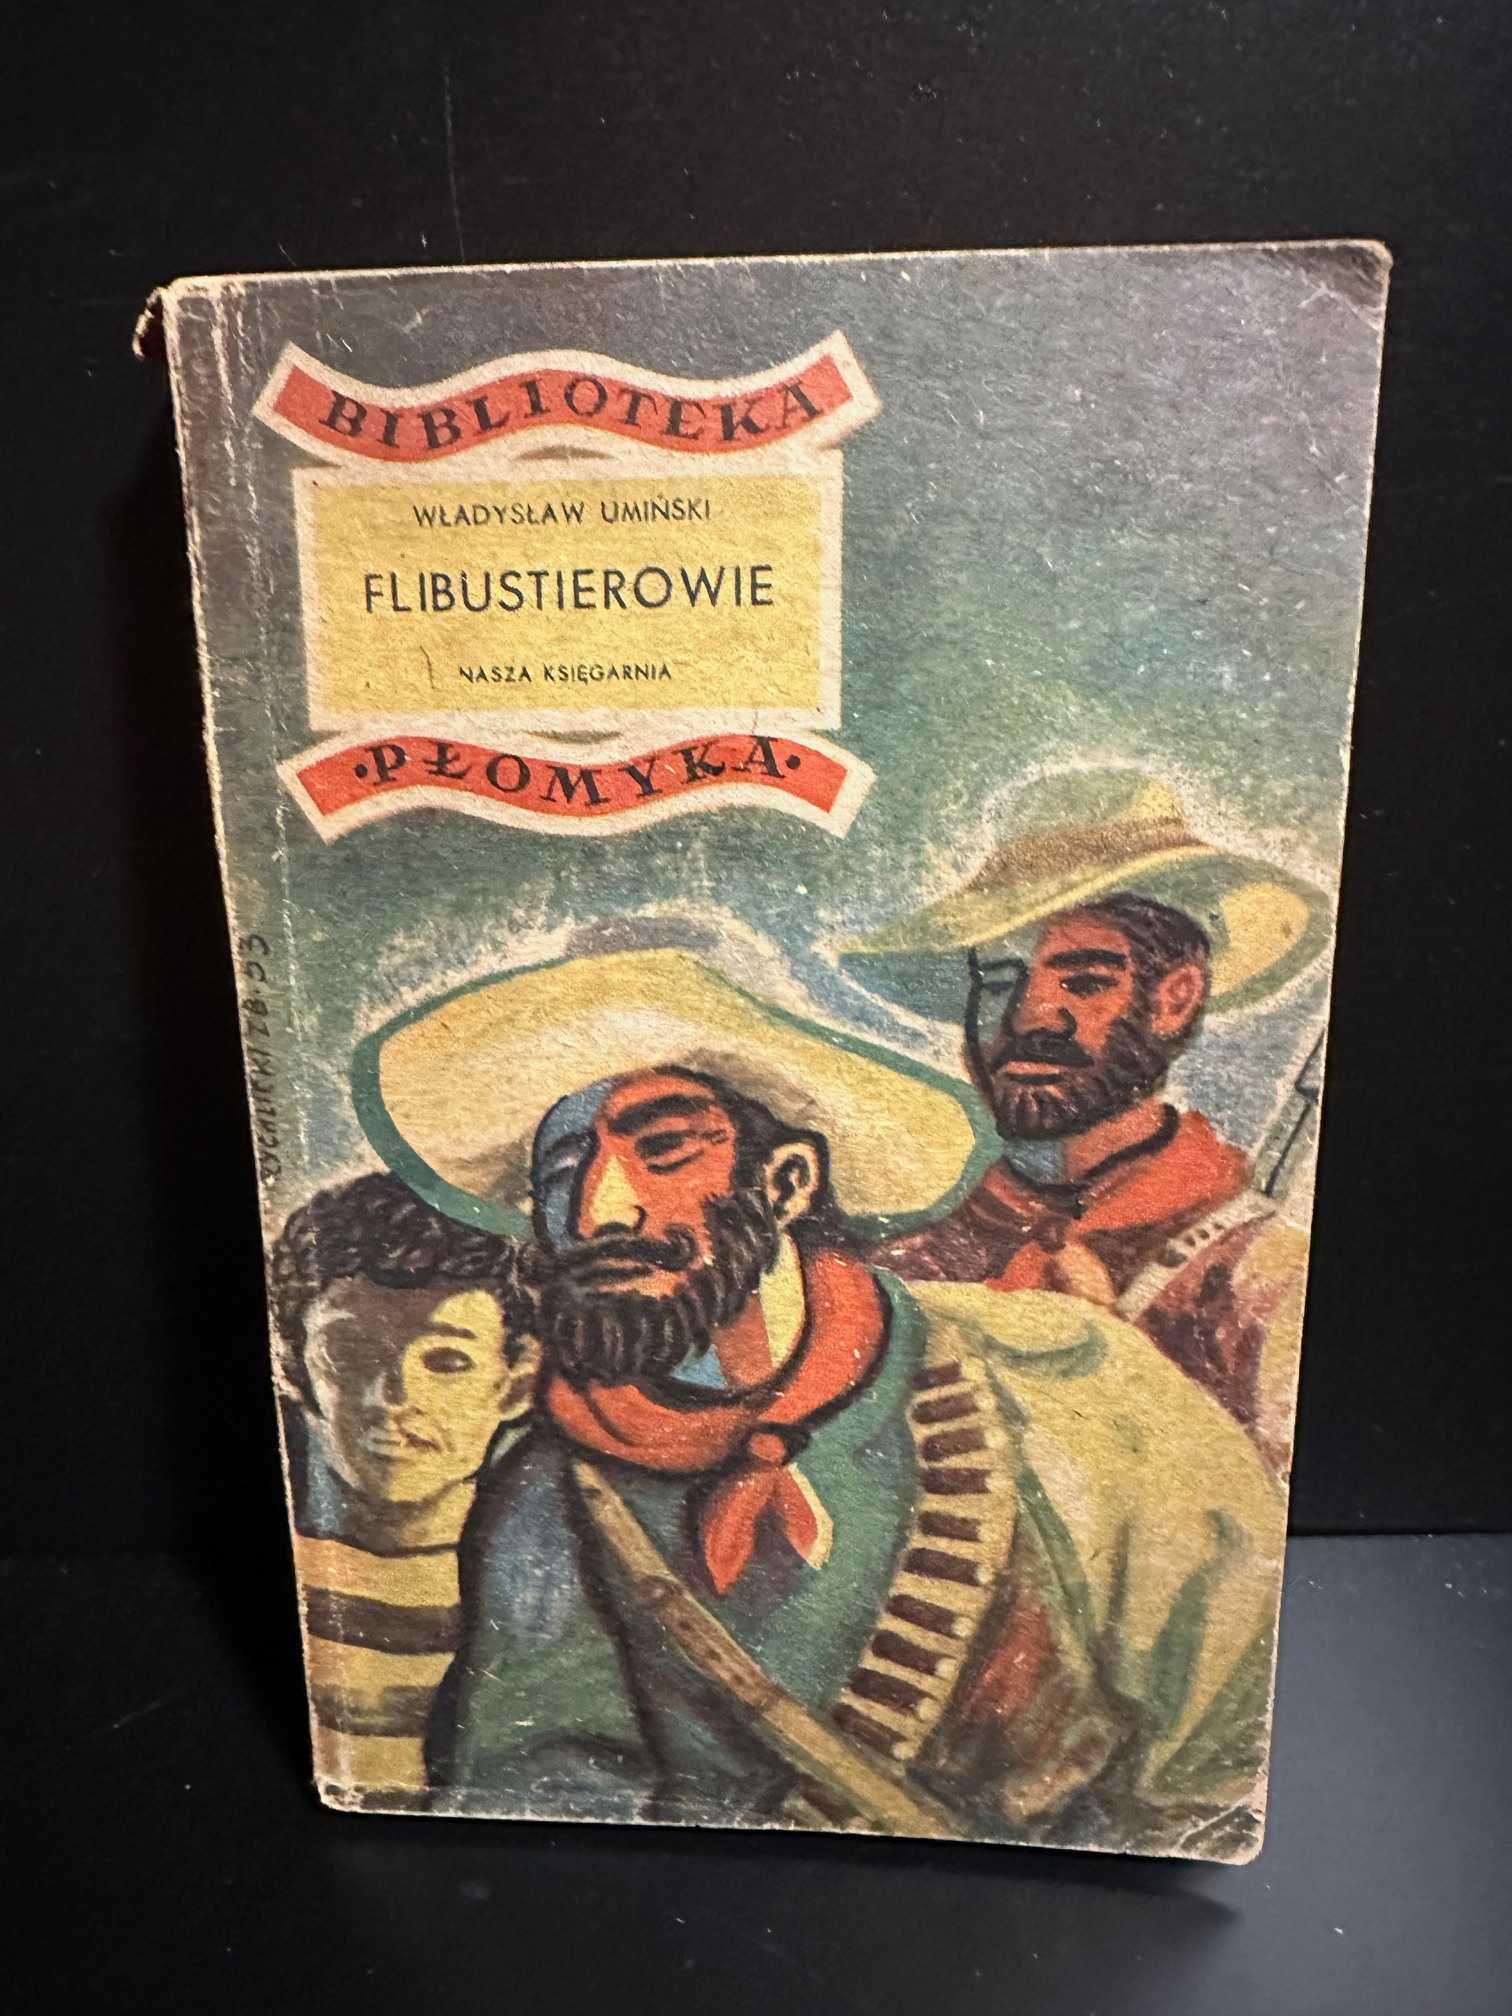 BIBLIOTEKA
WŁADYSŁAW UMIŃSKI
FLIBUSTIEROWIE
NASZA KSIĘGARNIA
•PŁOMYKA•